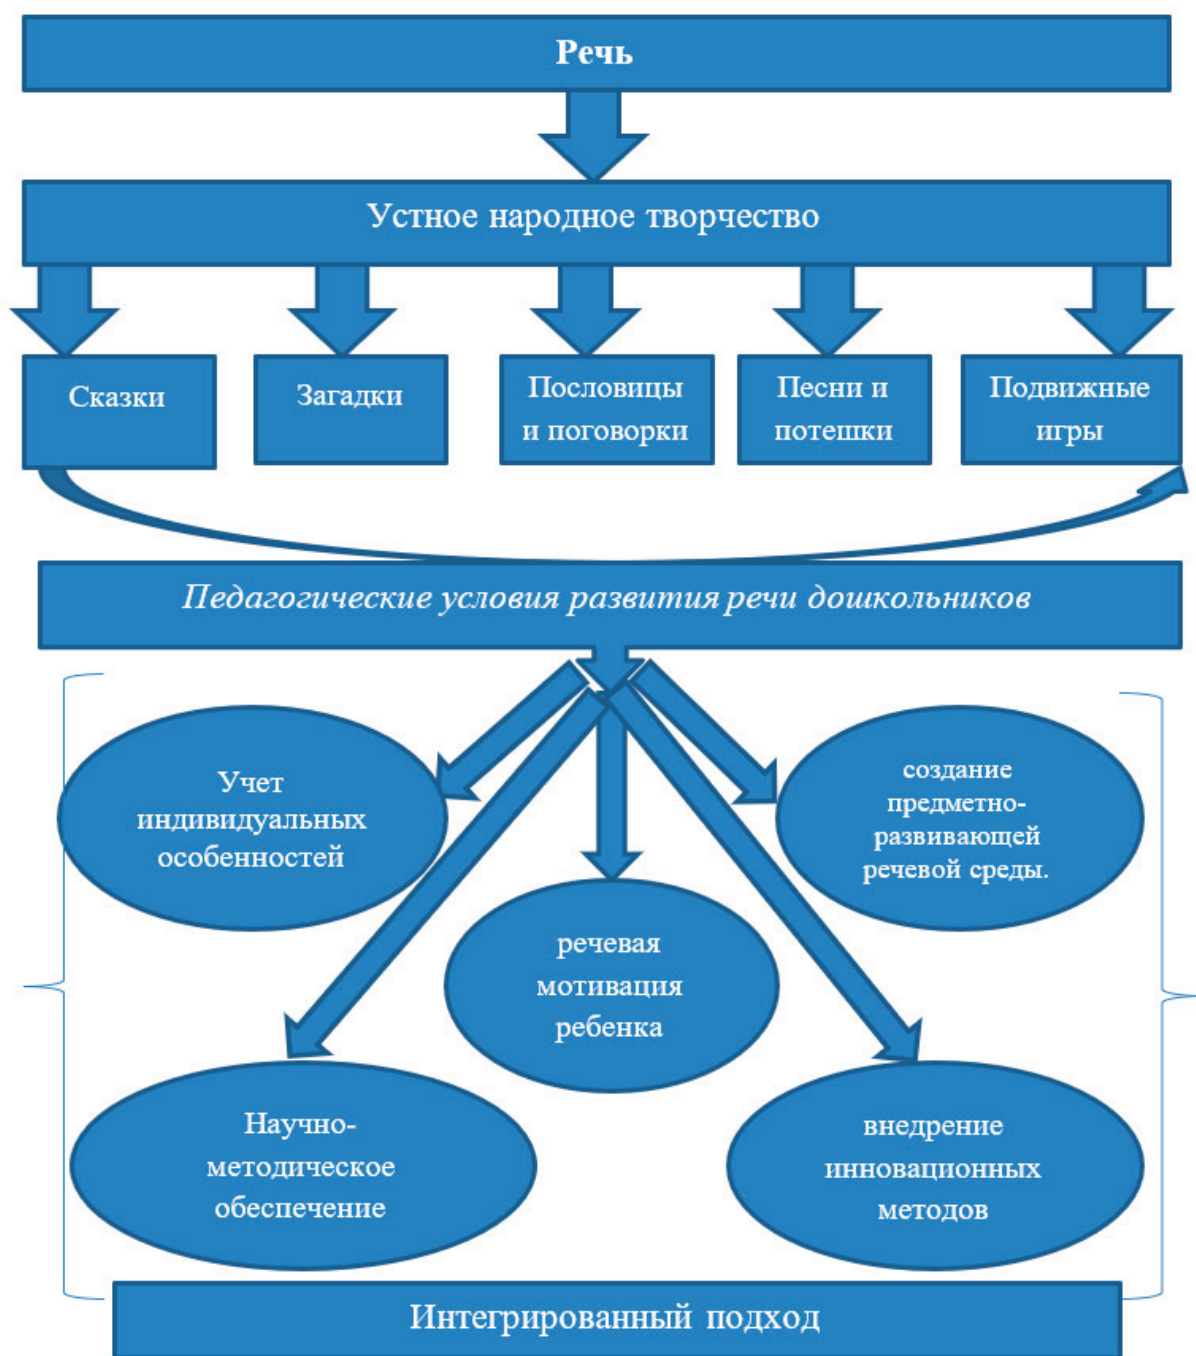 Речь
Устное народное творчество
Сказки
Загадки
Пословицы
и поговорки
Песни и
потешки
Подвижные
игры
Педагогические условия развития речи дошкольников
Учет
индивидуальных
особенностей
создание
предметно-
развивающей
речевой среды.
речевая
мотивация
ребенка
Научно-
методическое
обеспечение
внедрение
инновационных
методов
Интегрированный подход